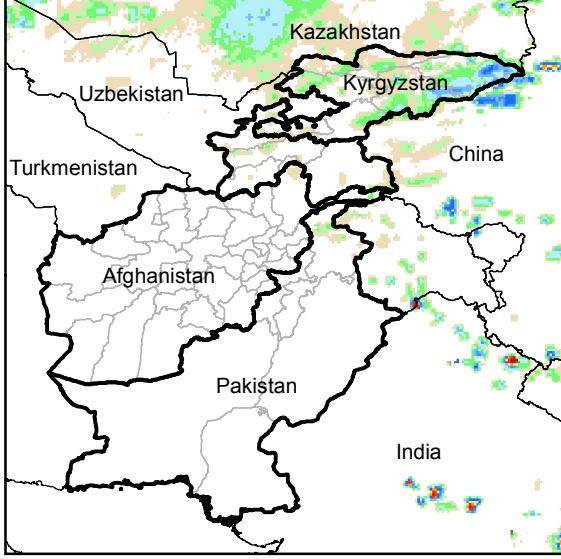 Kazakhstan
Kyrgyzstan
Uzbekistan
China
Turkmenistan
Afghanistan
Pakistan
India